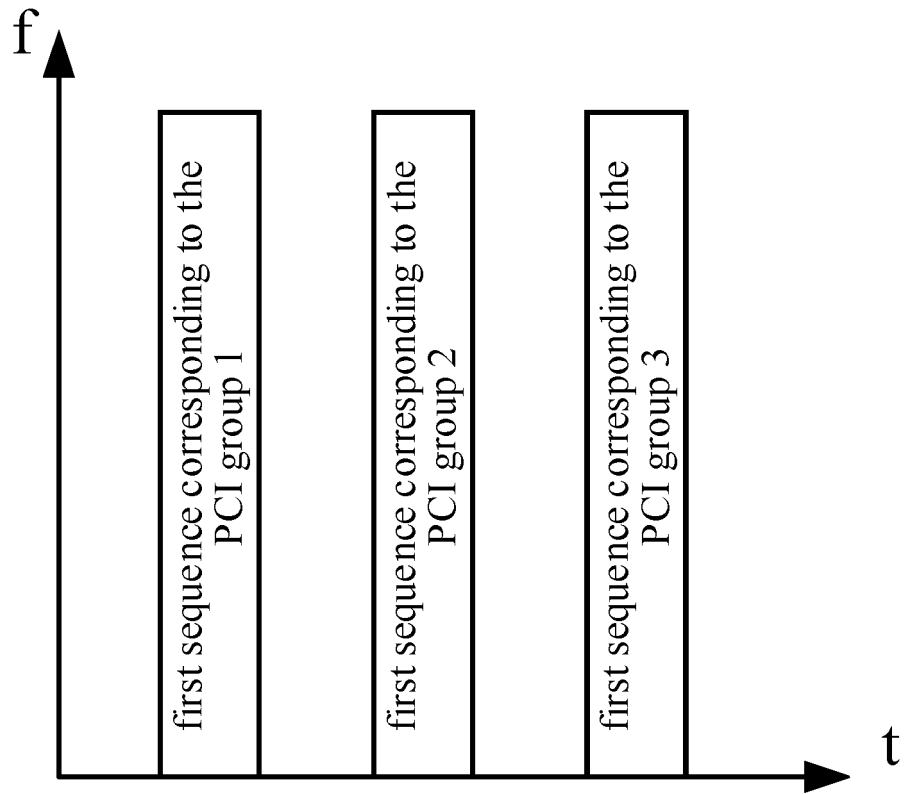 f
first sequence corresponding to the
PCI group 1
first sequence corresponding to the
PCI group 2
first sequence corresponding to the
PCI group 3
t